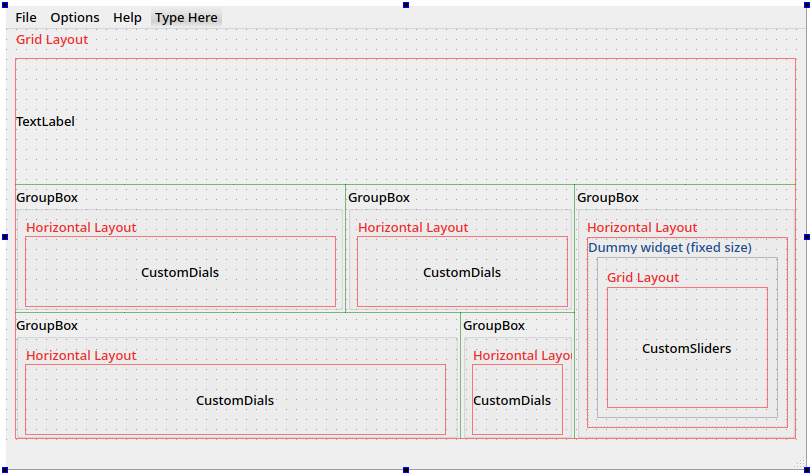 File Options Help Type Here
Grid Layout
TextLabel
GroupBox GroupBox GroupBox
Horizontal Layout Horizontal Layout Horizontal Layout
Dummy widget (fixed size)
CustomDials CustomDials
Grid Layout
GroupBox GroupBox
CustomSliders
Horizontal Layout Horizontal Layou
CustomDials CustomDials